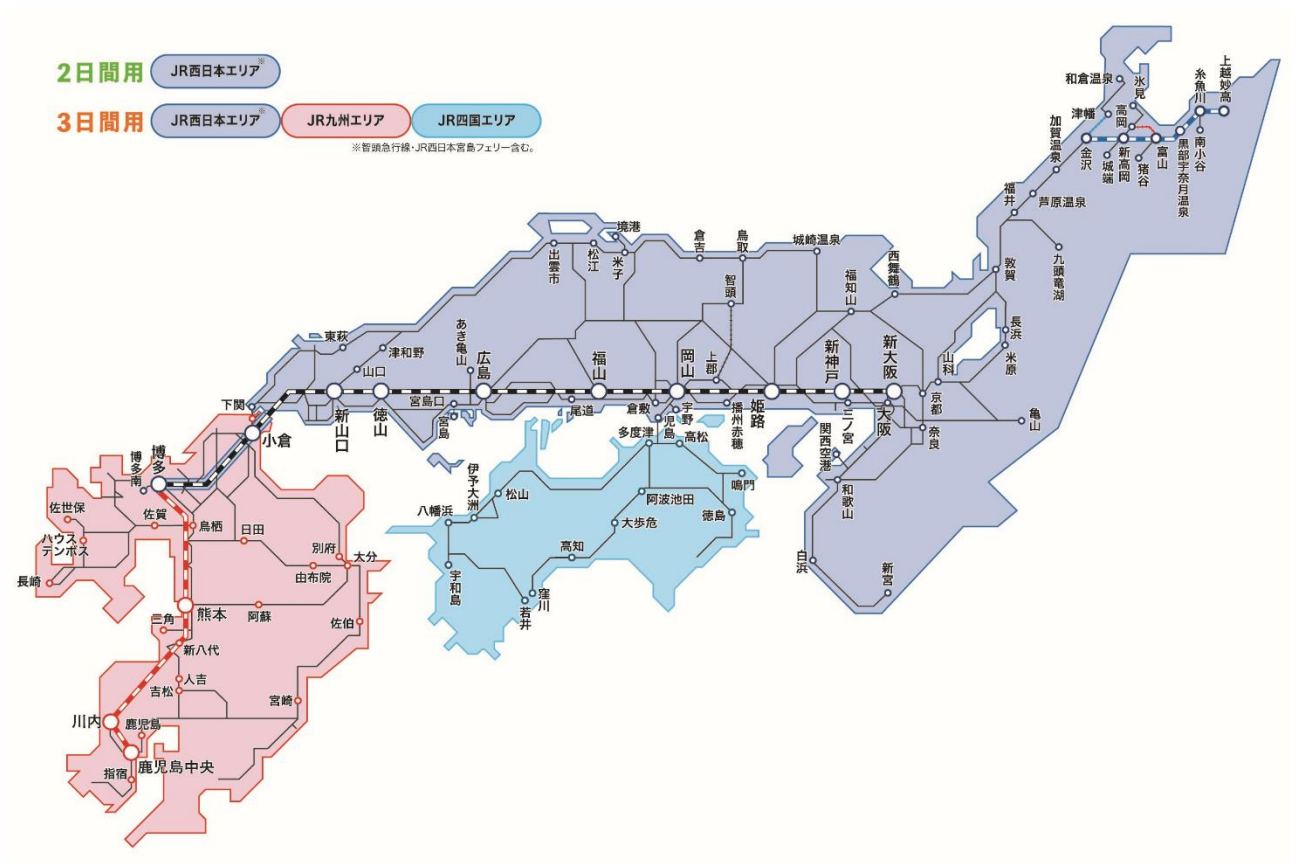 2日間用
JR西日本エリア※
3日間用
JR西日本エリア※
JR九州エリア
JR四国エリア
※智頭急行線・JR西日本宮島フェリー含む。
上越妙高
糸魚川
南小谷
黒部宇奈月温泉
富山
猪谷
氷見
高岡
新高岡
城端
和倉温泉
津幡
金沢
加賀温泉
芦原温泉
福井
九頭竜湖
敦賀
長浜
米原
山科
京都
亀山
奈良
西舞鶴
福知山
城崎温泉
鳥取
智頭
上郡
倉吉
境港
米子
松江
出雲市
東萩
津和野
山口
あき亀山
下関
小倉
新山口
徳山
宮島口
宮島
広島
尾道
福山
倉敷
児島
宇野
岡山
播州赤穂
姫路
新神戸
三ノ宮
新大阪
大阪
関西空港
和歌山
白浜
新宮
多度津
高松
鳴門
徳島
阿波池田
大歩危
高知
窪川
若井
宇和島
八幡浜
伊予大洲
松山
博多
博多南
佐世保
ハウス
テンボス
長崎
佐賀
鳥栖
日田
別府
大分
由布院
熊本
阿蘇
三角
新八代
佐伯
人吉
吉松
宮崎
川内
鹿児島
鹿児島中央
指宿